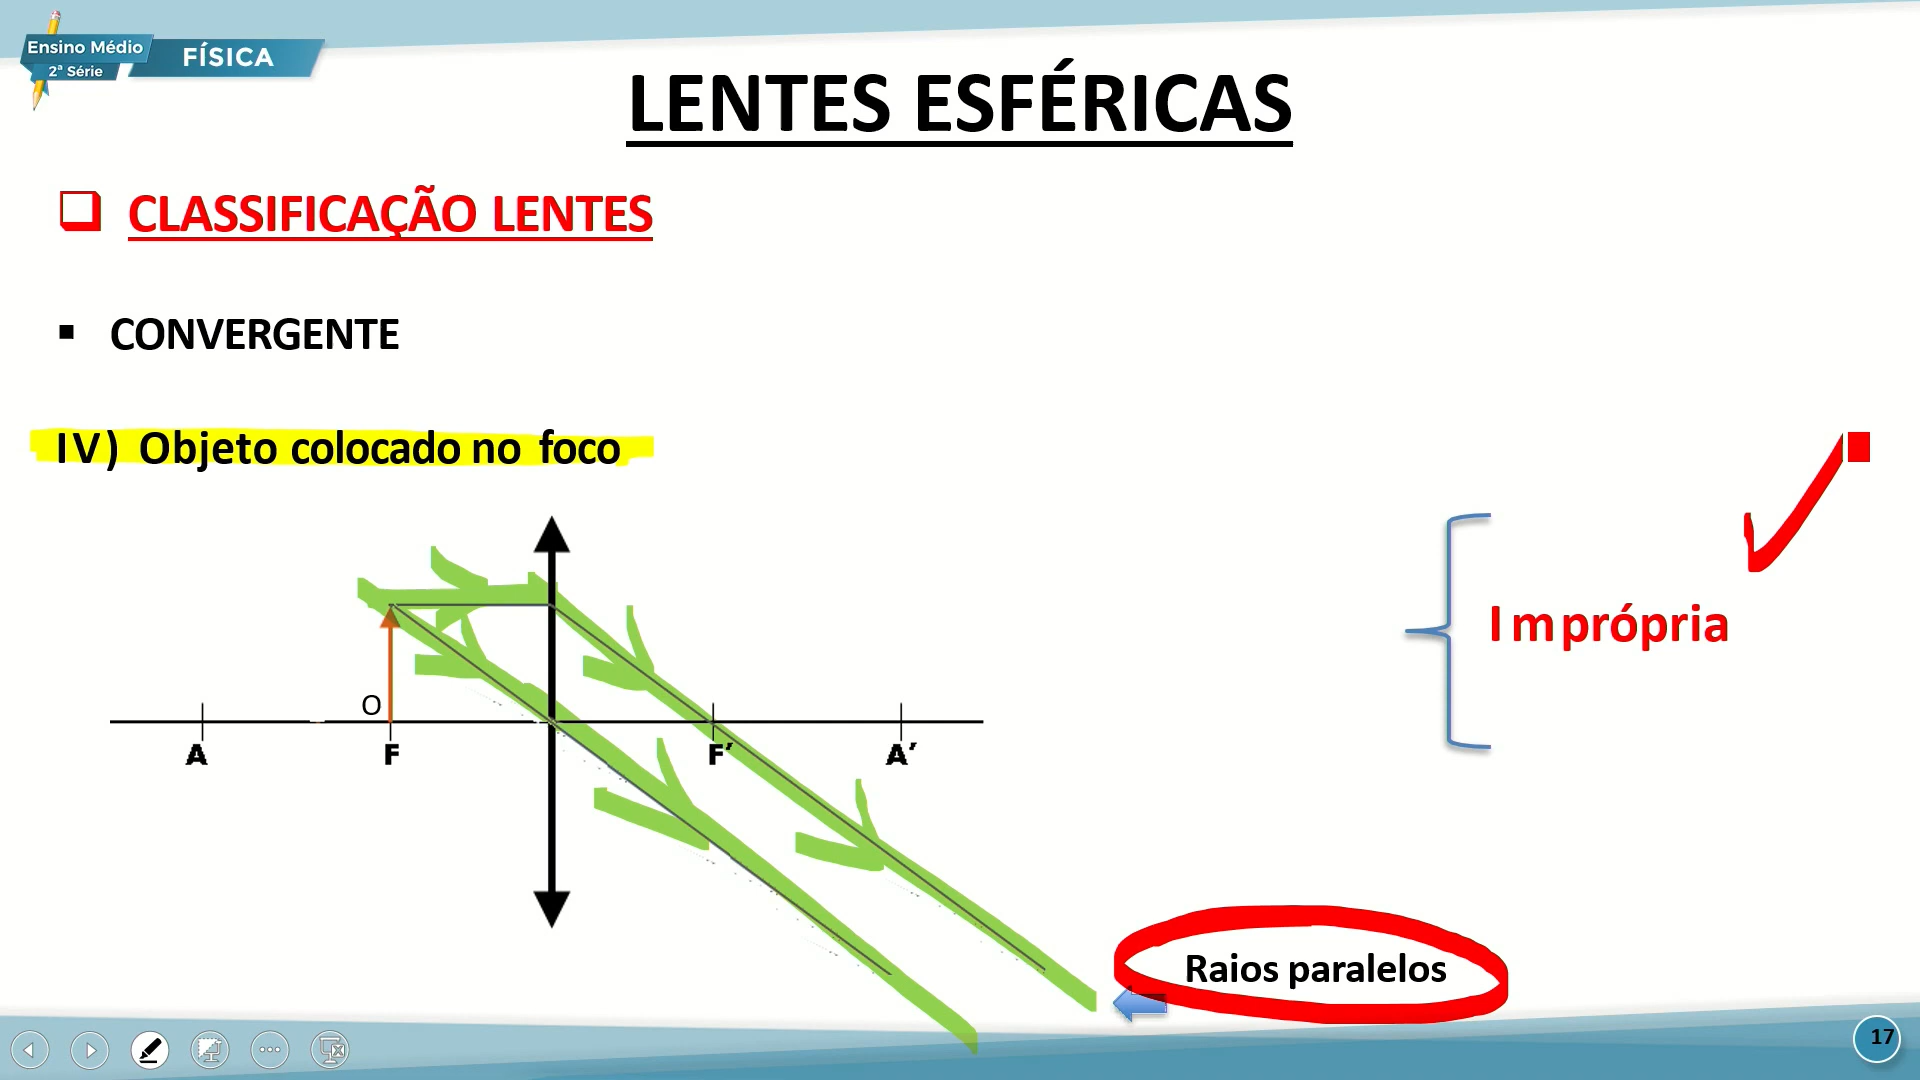 Ensino Médio
2ª Série
FÍSICA
LENTES ESFÉRICAS
CLASSIFICAÇÃO LENTES
CONVERGENTE
IV) Objeto colocado no foco
Imprópria
O
A F F′ A′
Raios paralelos
17